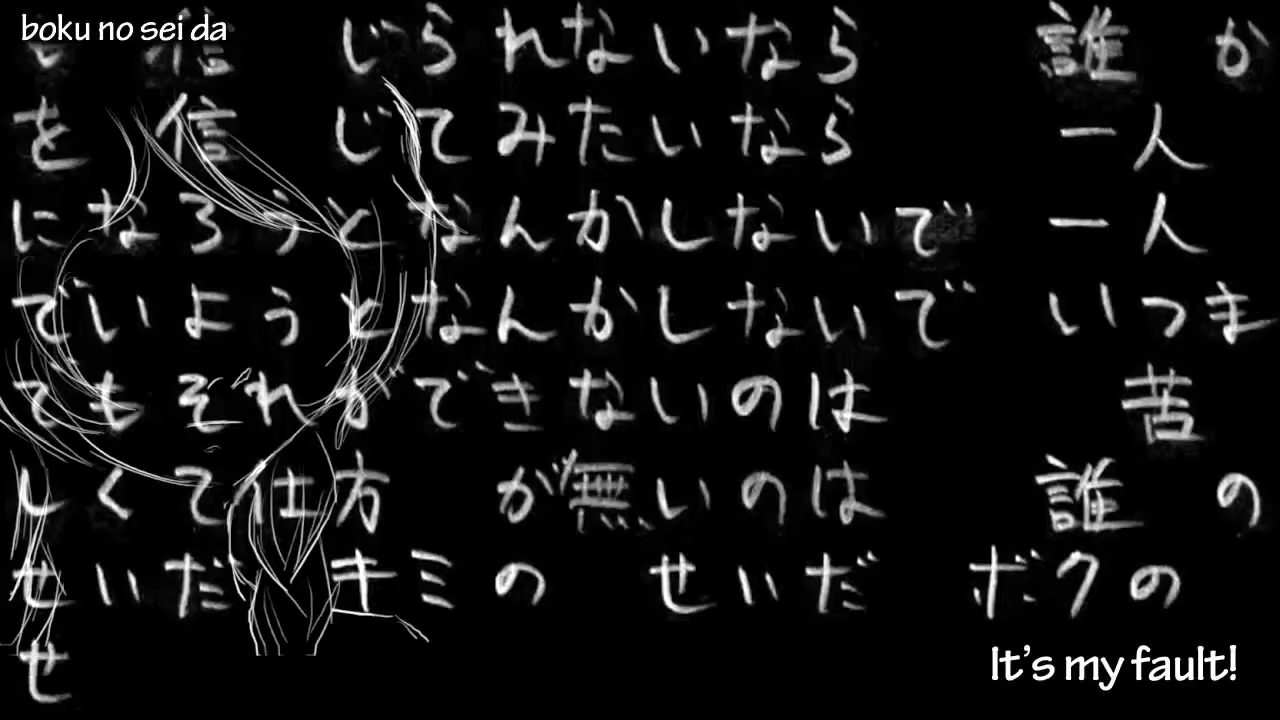 boku no sei da
信じられないなら 誰か
を信じてみたいなら 一人
になろうとなんかしないで 一人
でいようとなんかしないで いつま
でもそれができないのは 苦
しくて仕方が無いのは 誰の
せいだ キミのせいだ ボクの
It's my fault!
せ